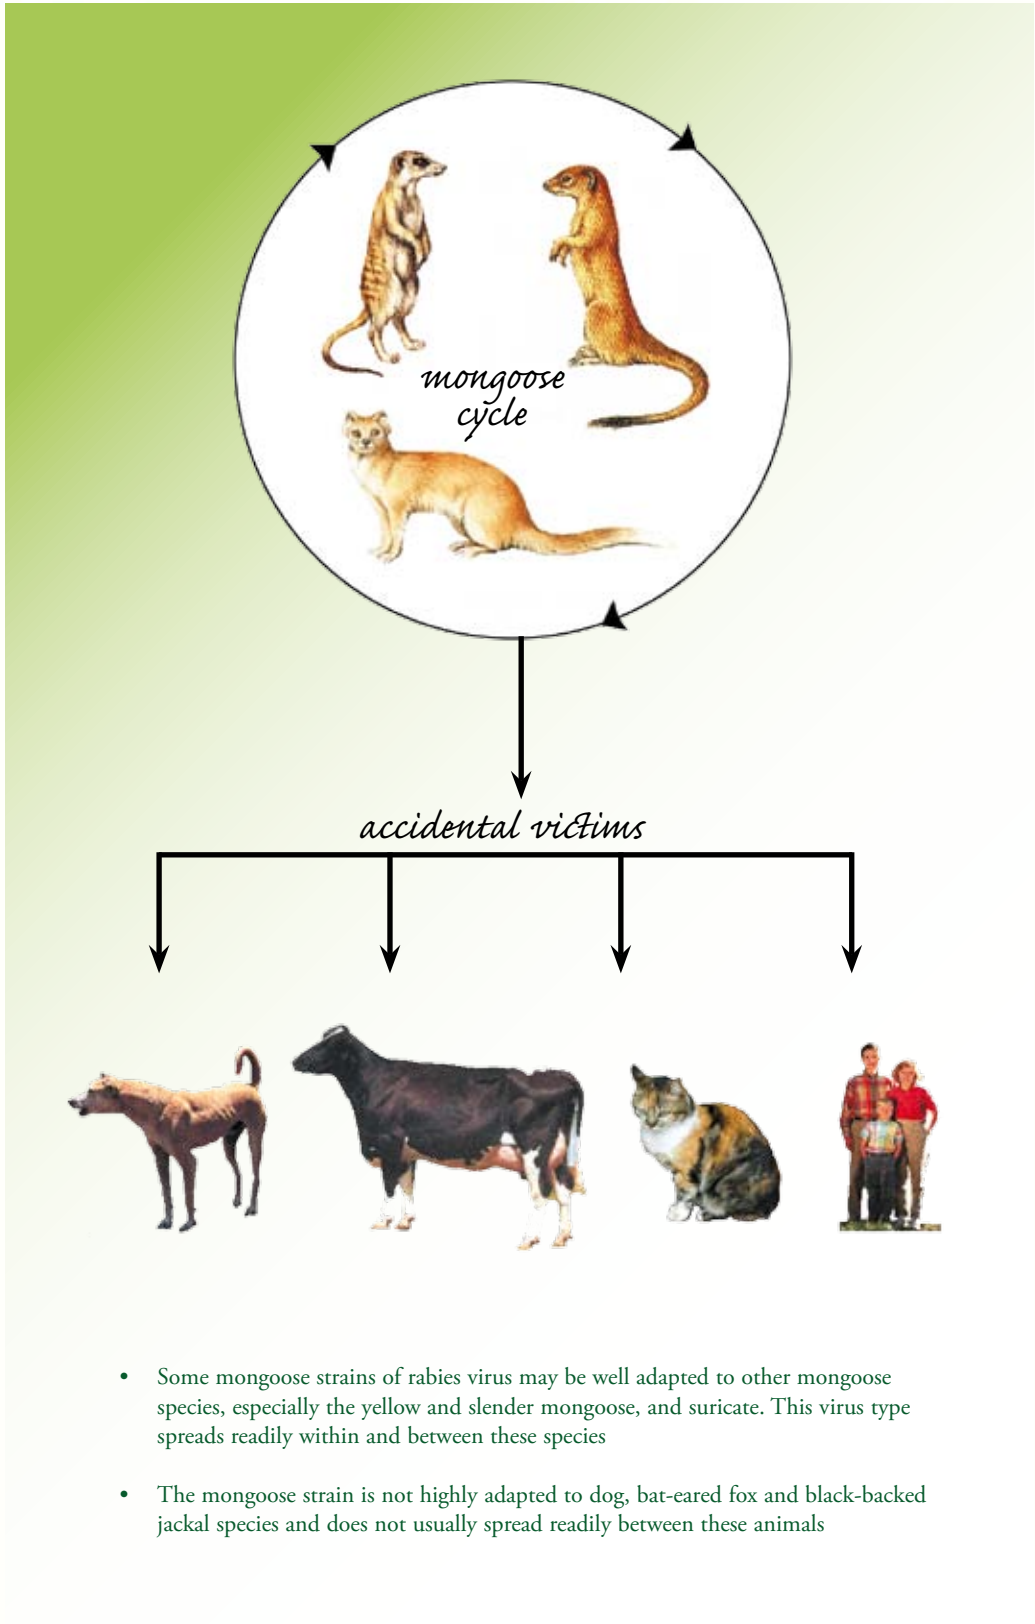 mongoose
cycle
accidental victims
• Some mongoose strains of rabies virus may be well adapted to other mongoose
species, especially the yellow and slender mongoose, and suricate. This virus type
spreads readily within and between these species
• The mongoose strain is not highly adapted to dog, bat-eared fox and black-backed
jackal species and does not usually spread readily between these animals